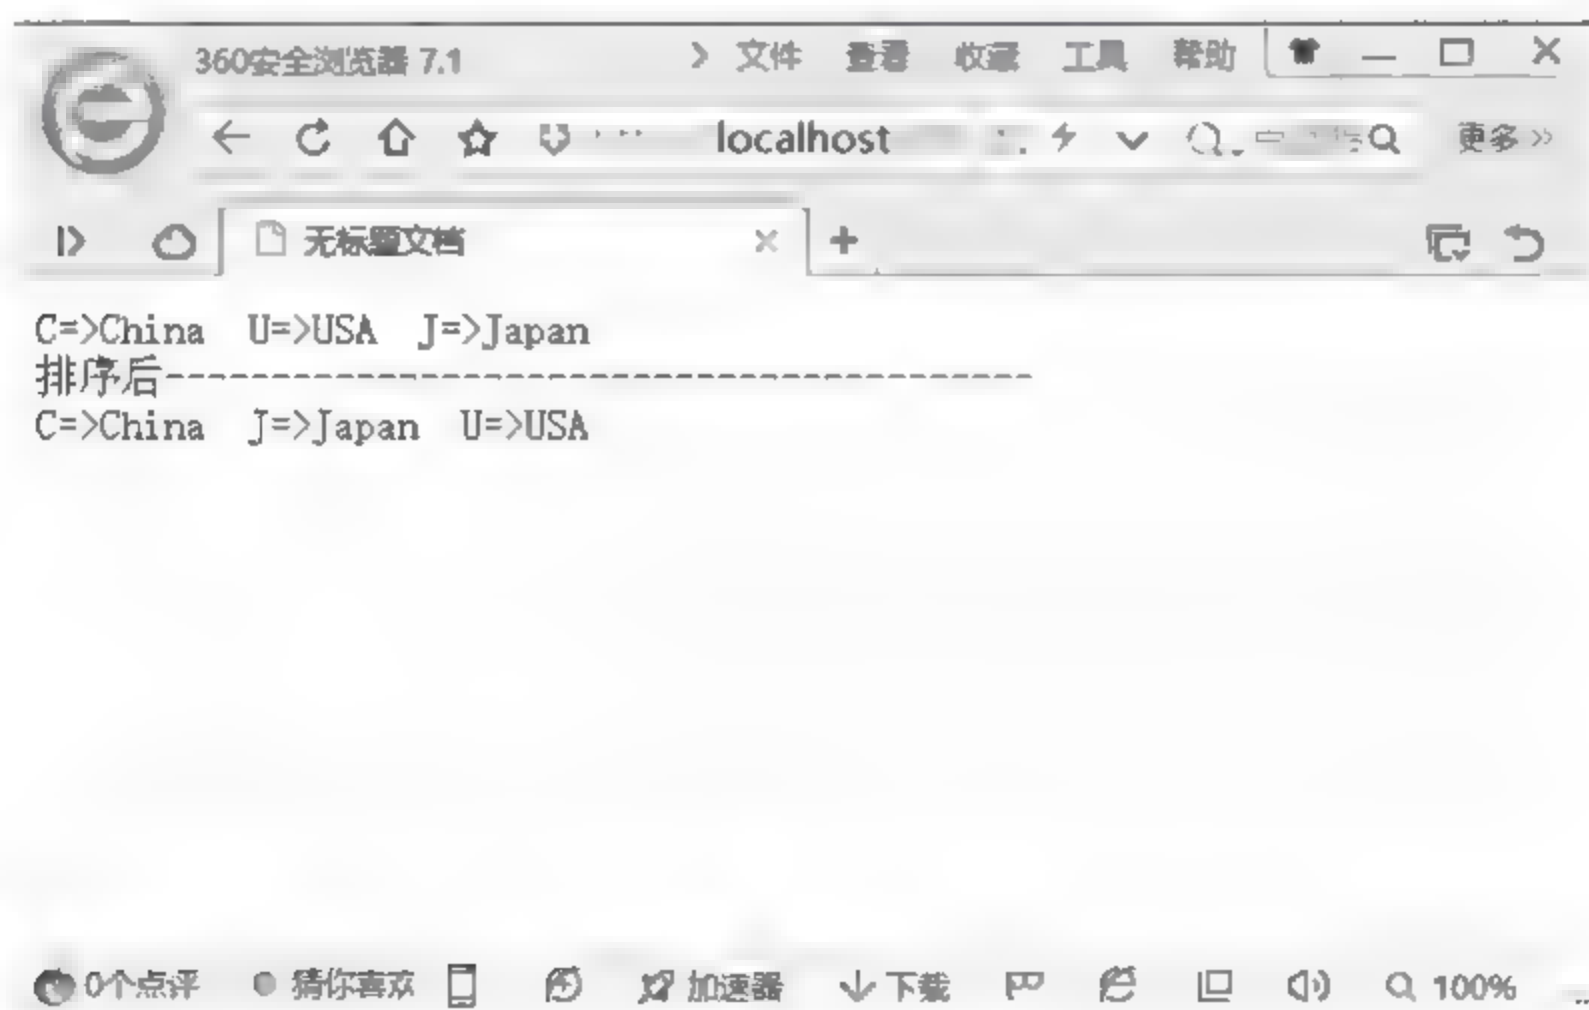 360安全浏览器 7.1 文件 查看 收藏 工具 帮助
localhost 更多 »
无标题文档
C=>China U=>USA J=>Japan
排序后-----------------------------------------
C=>China J=>Japan U=>USA
0个点评 猜你喜欢 加速器 下载 100%